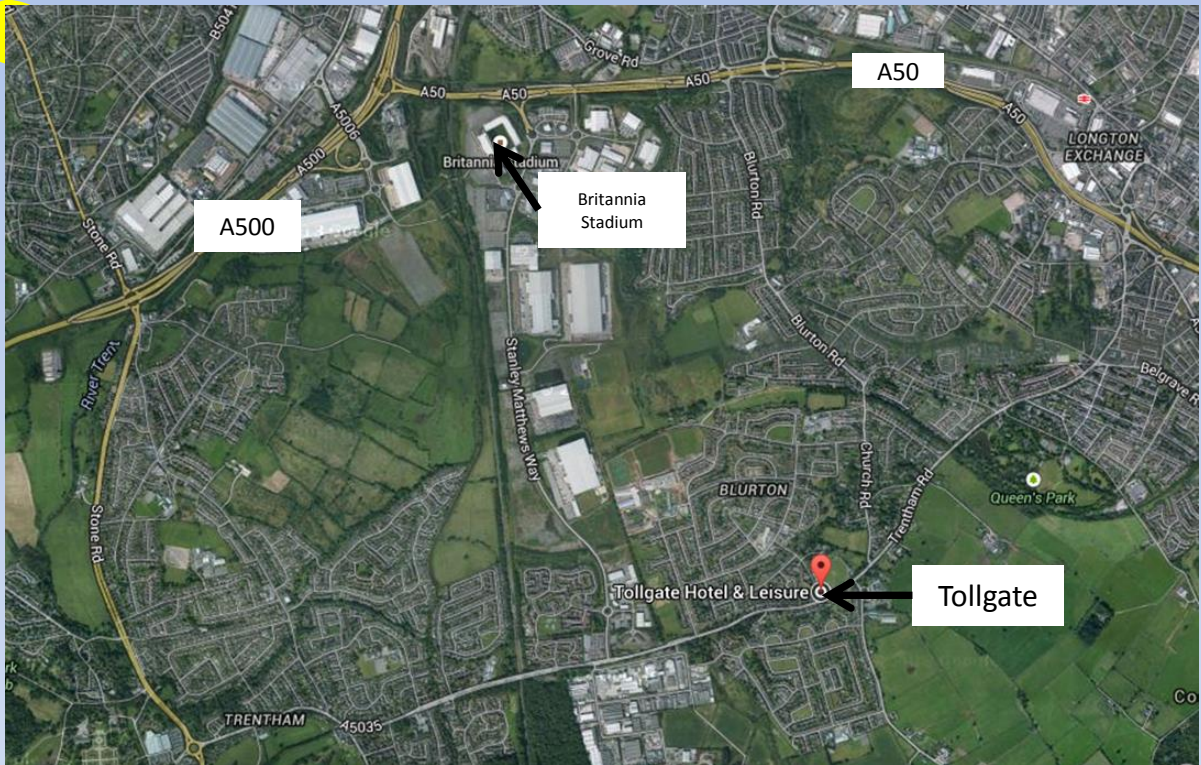 B5041
Grove Rd
A5006
A50
A50
A50
A50
A50
LONGTON
EXCHANGE
A500
Britannia Stadium
Britannia
Stadium
Blurton Rd
A500
Stone Rd
River Trent
Stanley Matthews Way
Blurton Rd
Belgrave
Church Rd
BLURTON
Queen's Park
Trentham Rd
Stone Rd
Tollgate Hotel & Leisure
Tollgate
TRENTHAM
A5035